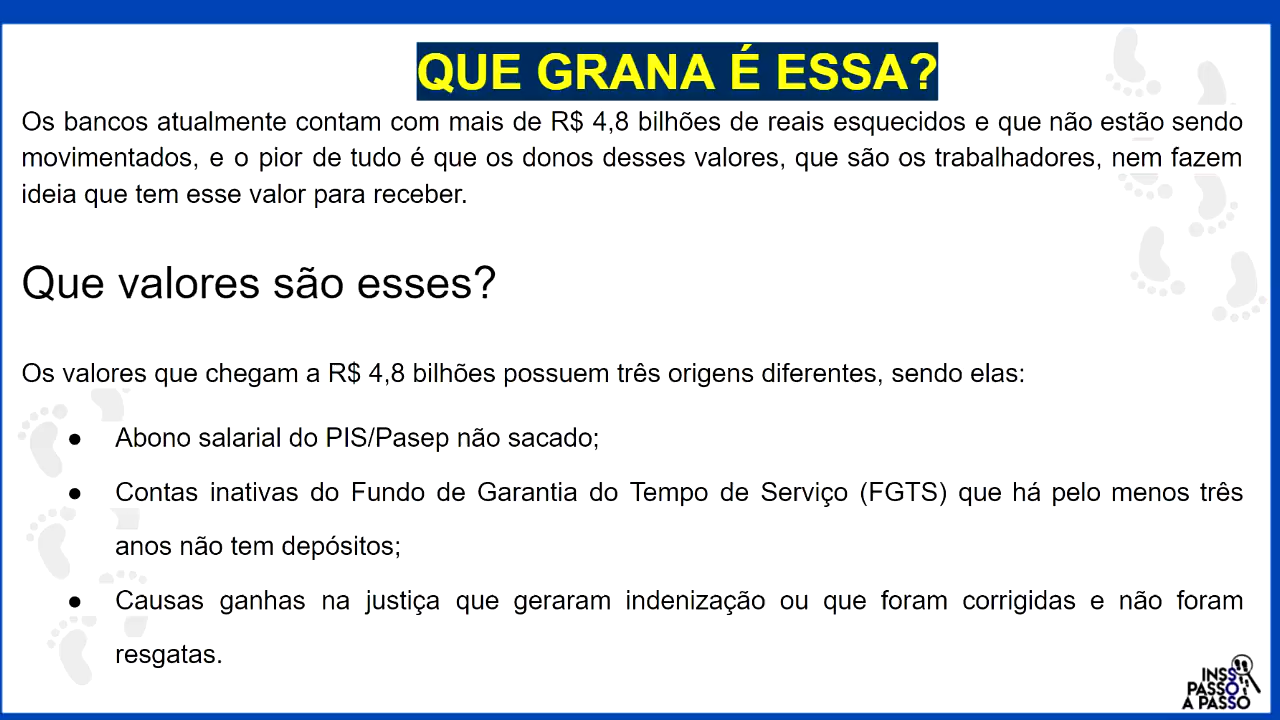 QUE GRANA É ESSA?
Os bancos atualmente contam com mais de R$ 4,8 bilhões de reais esquecidos e que não estão sendo
movimentados, e o pior de tudo é que os donos desses valores, que são os trabalhadores, nem fazem
ideia que tem esse valor para receber.
Que valores são esses?
Os valores que chegam a R$ 4,8 bilhões possuem três origens diferentes, sendo elas:
● Abono salarial do PIS/Pasep não sacado;
● Contas inativas do Fundo de Garantia do Tempo de Serviço (FGTS) que há pelo menos três
anos não tem depósitos;
● Causas ganhas na justiça que geraram indenização ou que foram corrigidas e não foram
resgatas.
INSS
PASSO
A PASSO